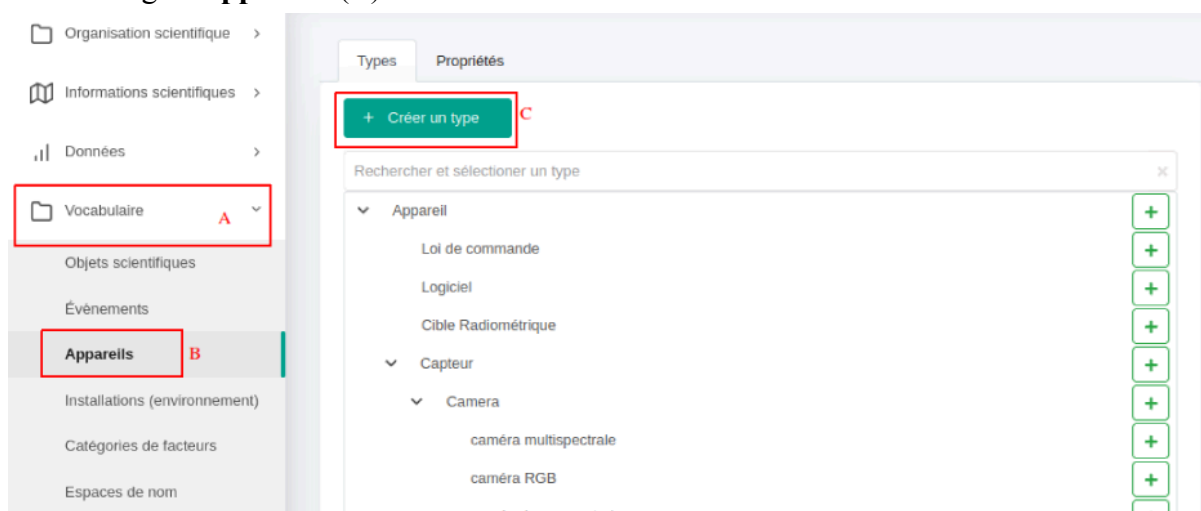 Organisation scientifique
Informations scientifiques
Données
Vocabulaire A
Objets scientifiques
Évènements
Appareils B
Installations (environnement)
Catégories de facteurs
Espaces de nom
Types Propriétés
+ Créer un type C
Rechercher et sélectioner un type ×
Appareil +
Loi de commande +
Logiciel +
Cible Radiométrique +
Capteur +
Camera +
caméra multispectrale +
caméra RGB +